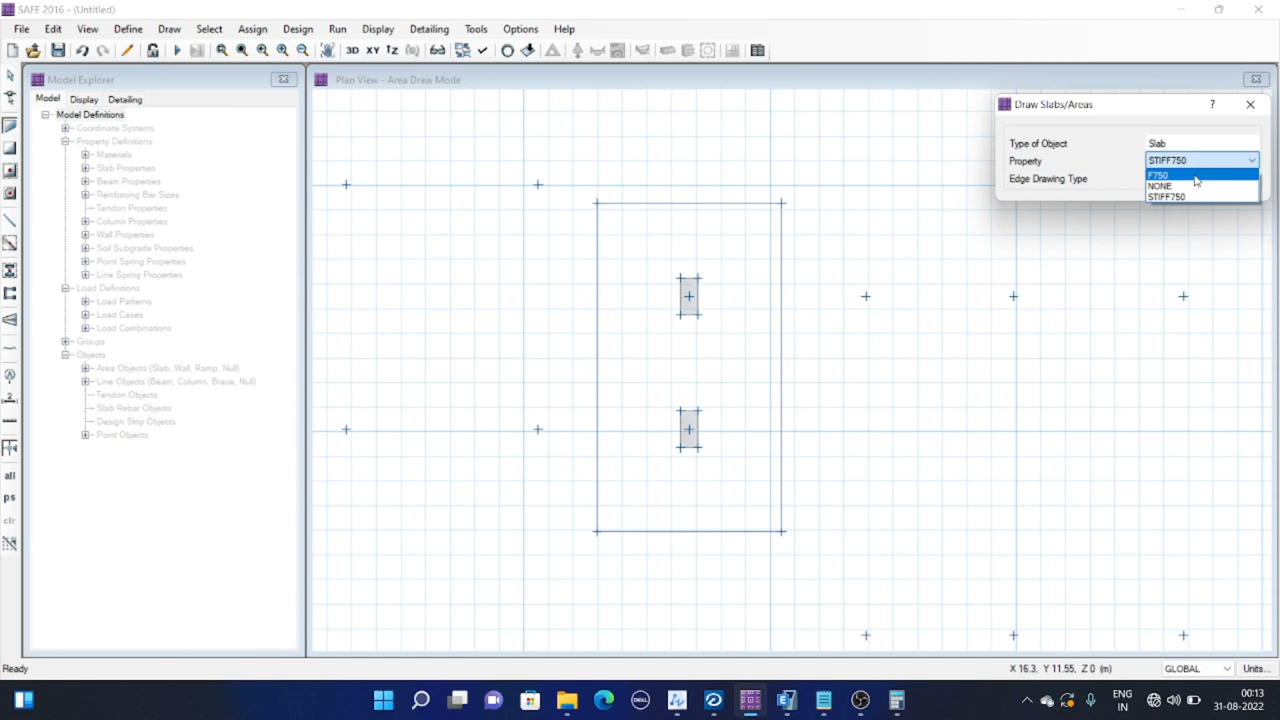 SAFE 2016 - (Untitled)
File Edit View Define Draw Select Assign Design Run Display Detailing Tools Options Help
3D XY
Model Explorer
Plan View - Area Draw Mode
Model Display Detailing
Model Definitions
Coordinate Systems
Property Definitions
Materials
Slab Properties
Beam Properties
Reinforcing Bar Sizes
Tendon Properties
Column Properties
Wall Properties
Soil Subgrade Properties
Point Spring Properties
Line Spring Properties
Load Definitions
Load Patterns
Load Cases
Load Combinations
Groups
Objects
Area Objects (Slab, Wall, Ramp, Null)
Line Objects (Beam, Column, Brace, Null)
Tendon Objects
Slab Rebar Objects
Design Strip Objects
Point Objects
all
ps
clr
Draw Slabs/Areas ?
Type of Object Slab
Property STIFF750
Edge Drawing Type
F750
NONE
STIFF750
Ready
X 16.3, Y 11.55, Z 0 (m) GLOBAL Units...
DELL
ENG
IN
00:13
31-08-2022